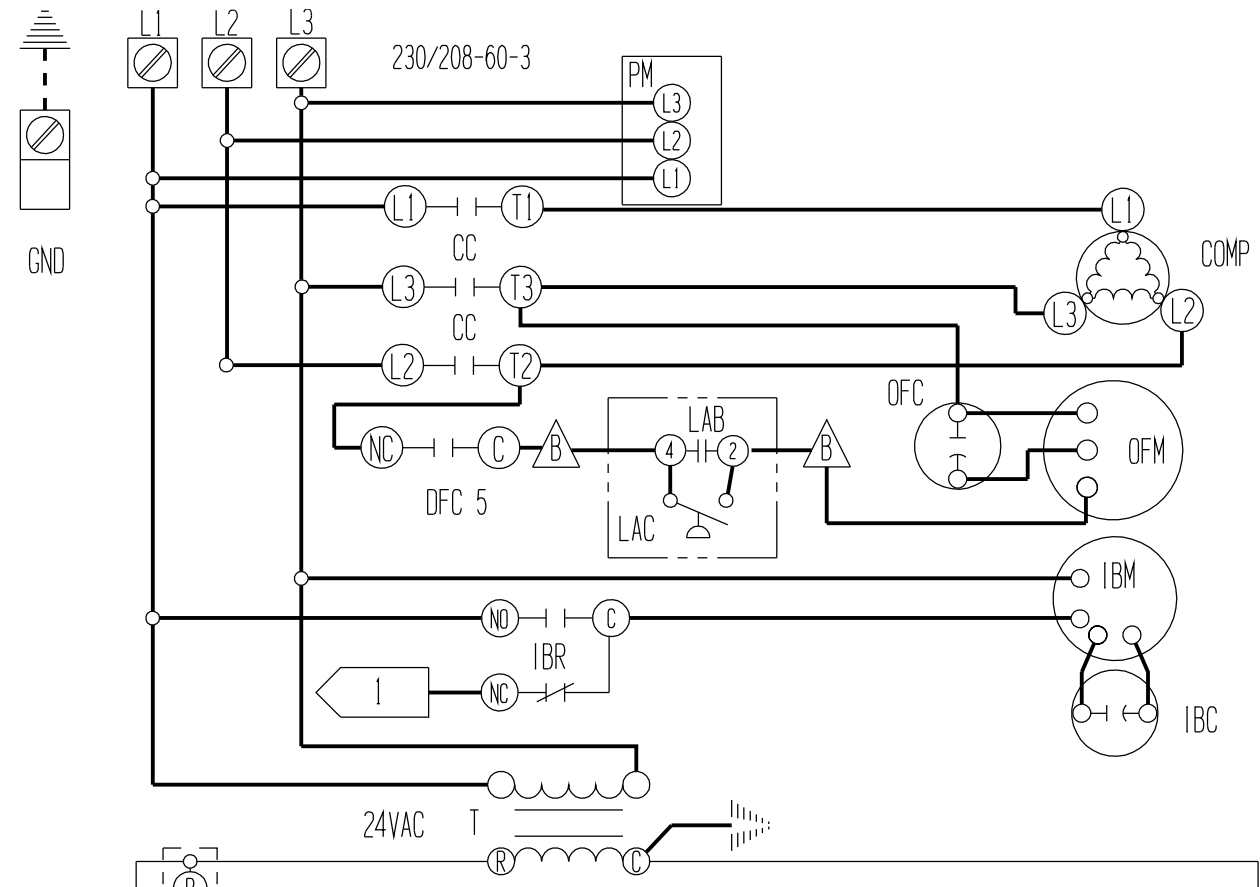 L1 L2 L3
230/208-60-3
PM
L3
L2
L1
GND
L1 T1
L1
CC
COMP
L3 T3
L3 L2
CC
L2 T2
OFC
LAB
NC C B 4 2 B
OFM
DFC 5
LAC
IBM
NO C
IBR
1 NC
IBC
24VAC T
R C